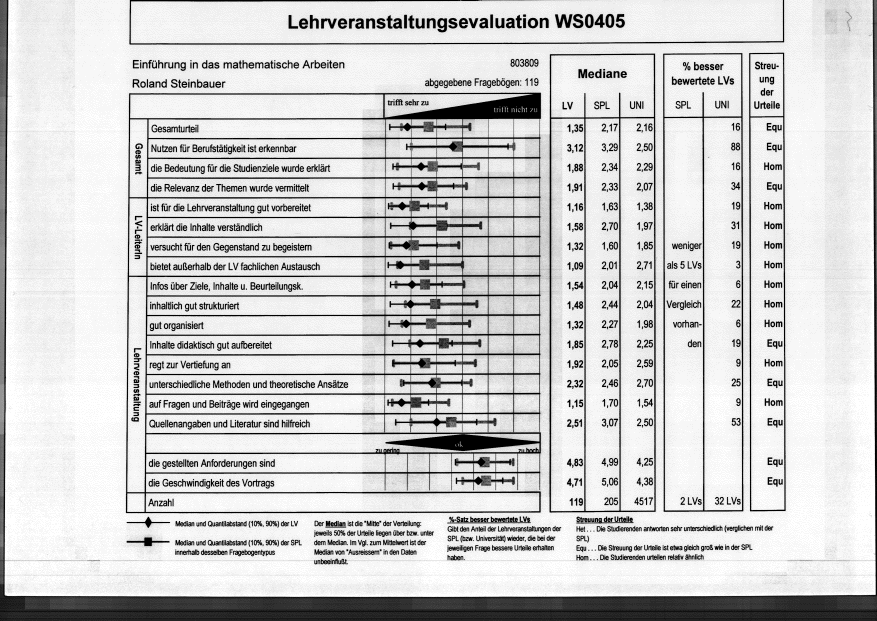 Lehrveranstaltungsevaluation WS0405
Einführung in das mathematische Arbeiten 803809
Roland Steinbauer abgegebene Fragebögen: 119
Mediane
LV SPL UNI
% besser
bewertete LVs
SPL UNI
Streu-
ung
der
Urteile
trifft sehr zu
trifft nicht zu
Gesamt
Gesamturteil 1,35 2,17 2,16 16 Equ
Nutzen für Berufstätigkeit ist erkennbar 3,12 3,29 2,50 88 Equ
die Bedeutung für die Studienziele wurde erklärt 1,88 2,34 2,29 16 Hom
die Relevanz der Themen wurde vermittelt 1,91 2,33 2,07 34 Equ
LV-LeiterIn
ist für die Lehrveranstaltung gut vorbereitet 1,16 1,63 1,38 19 Hom
erklärt die Inhalte verständlich 1,58 2,70 1,97 31 Hom
versucht für den Gegenstand zu begeistern 1,32 1,60 1,85 weniger 19 Hom
bietet außerhalb der LV fachlichen Austausch 1,09 2,01 2,71 als 5 LVs 3 Hom
Lehrveranstaltung
Infos über Ziele, Inhalte u. Beurteilungsk. 1,54 2,04 2,15 für einen 6 Hom
inhaltlich gut strukturiert 1,48 2,44 2,04 Vergleich 22 Hom
gut organisiert 1,32 2,27 1,98 vorhan- 6 Hom
Inhalte didaktisch gut aufbereitet 1,85 2,78 2,25 den 19 Equ
regt zur Vertiefung an 1,92 2,05 2,59 9 Hom
unterschiedliche Methoden und theoretische Ansätze 2,32 2,46 2,70 25 Equ
auf Fragen und Beiträge wird eingegangen 1,15 1,70 1,54 9 Hom
Quellenangaben und Literatur sind hilfreich 2,51 3,07 2,50 53 Equ
ok
zu gering zu hoch
die gestellten Anforderungen sind 4,83 4,99 4,25 Equ
die Geschwindigkeit des Vortrags 4,71 5,06 4,38 Equ
Anzahl 119 205 4517 2 LVs 32 LVs
Median und Quantilabstand (10%, 90%) der LV
Median und Quantilabstand (10%, 90%) der SPL
innerhalb desselben Fragebogentypus
Der Median ist die "Mitte" der Verteilung:
jeweils 50% der Urteile liegen über bzw. unter
dem Median. Im Vgl. zum Mittelwert ist der
Median von "Ausreissern" in den Daten
unbeeinflußt.
%-Satz besser bewertete LVs
Gibt den Anteil der Lehrveranstaltungen der
SPL (bzw. Universität) wieder, die bei der
jeweiligen Frage bessere Urteile erhalten
haben.
Streuung der Urteile
Het . . . Die Studierenden antworten sehr unterschiedlich (verglichen mit der
SPL)
Equ . . . Die Streuung der Urteile ist etwa gleich groß wie in der SPL
Hom . . . Die Studierenden urteilen relativ ähnlich